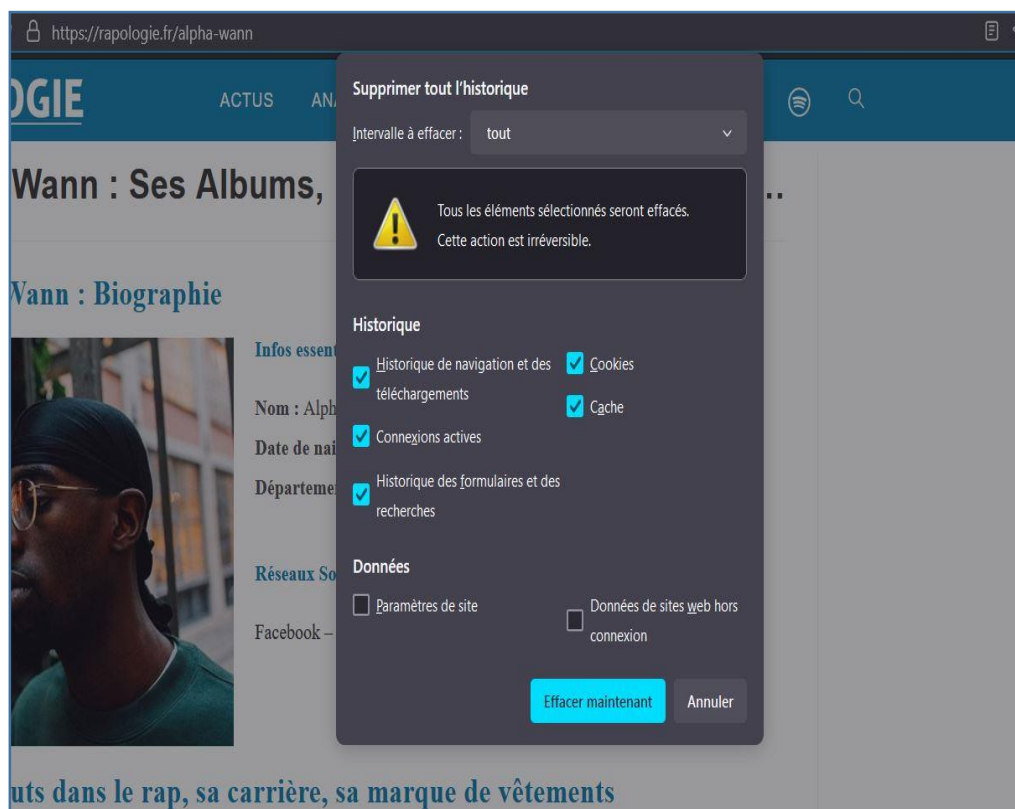 https://rapologie.fr/alpha-wann
OGIE
ACTUS
Supprimer tout l'historique
Intervalle à effacer :
tout
Wann : Ses Albums,
..
Tous les éléments sélectionnés seront effacés.
Cette action est irréversible.
Wann : Biographie
Historique
Historique de navigation et des
téléchargements
Cookies
Cache
Connexions actives
Historique des formulaires et des
recherches
Infos essent
Nom : Alph
Date de nai
Départeme
Réseaux So
Facebook –
Données
Paramètres de site
Données de sites web hors
connexion
Effacer maintenant
Annuler
uts dans le rap, sa carrière, sa marque de vêtements